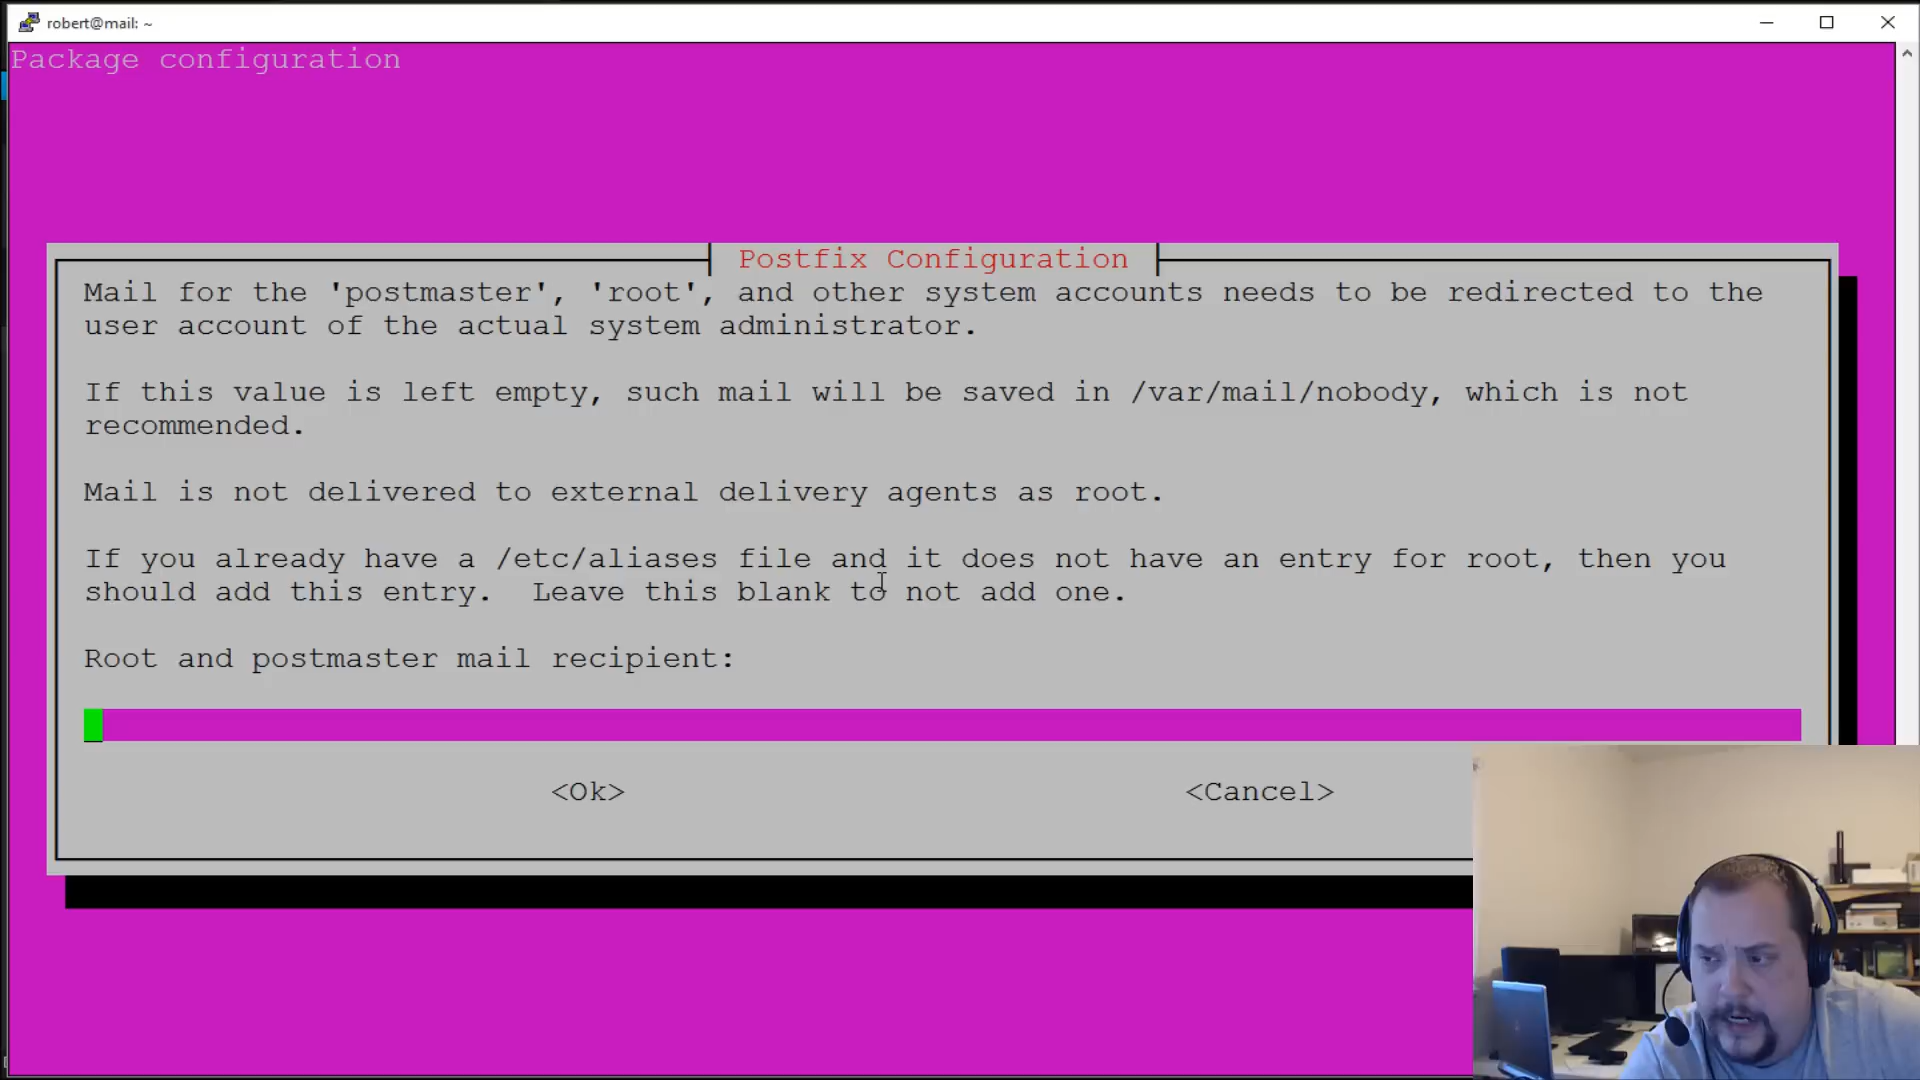 robert@mail: ~
Package configuration
Postfix Configuration
Mail for the 'postmaster', 'root', and other system accounts needs to be redirected to the
user account of the actual system administrator.
If this value is left empty, such mail will be saved in /var/mail/nobody, which is not
recommended.
Mail is not delivered to external delivery agents as root.
If you already have a /etc/aliases file and it does not have an entry for root, then you
should add this entry.  Leave this blank to not add one.
Root and postmaster mail recipient:
<Ok> <Cancel>